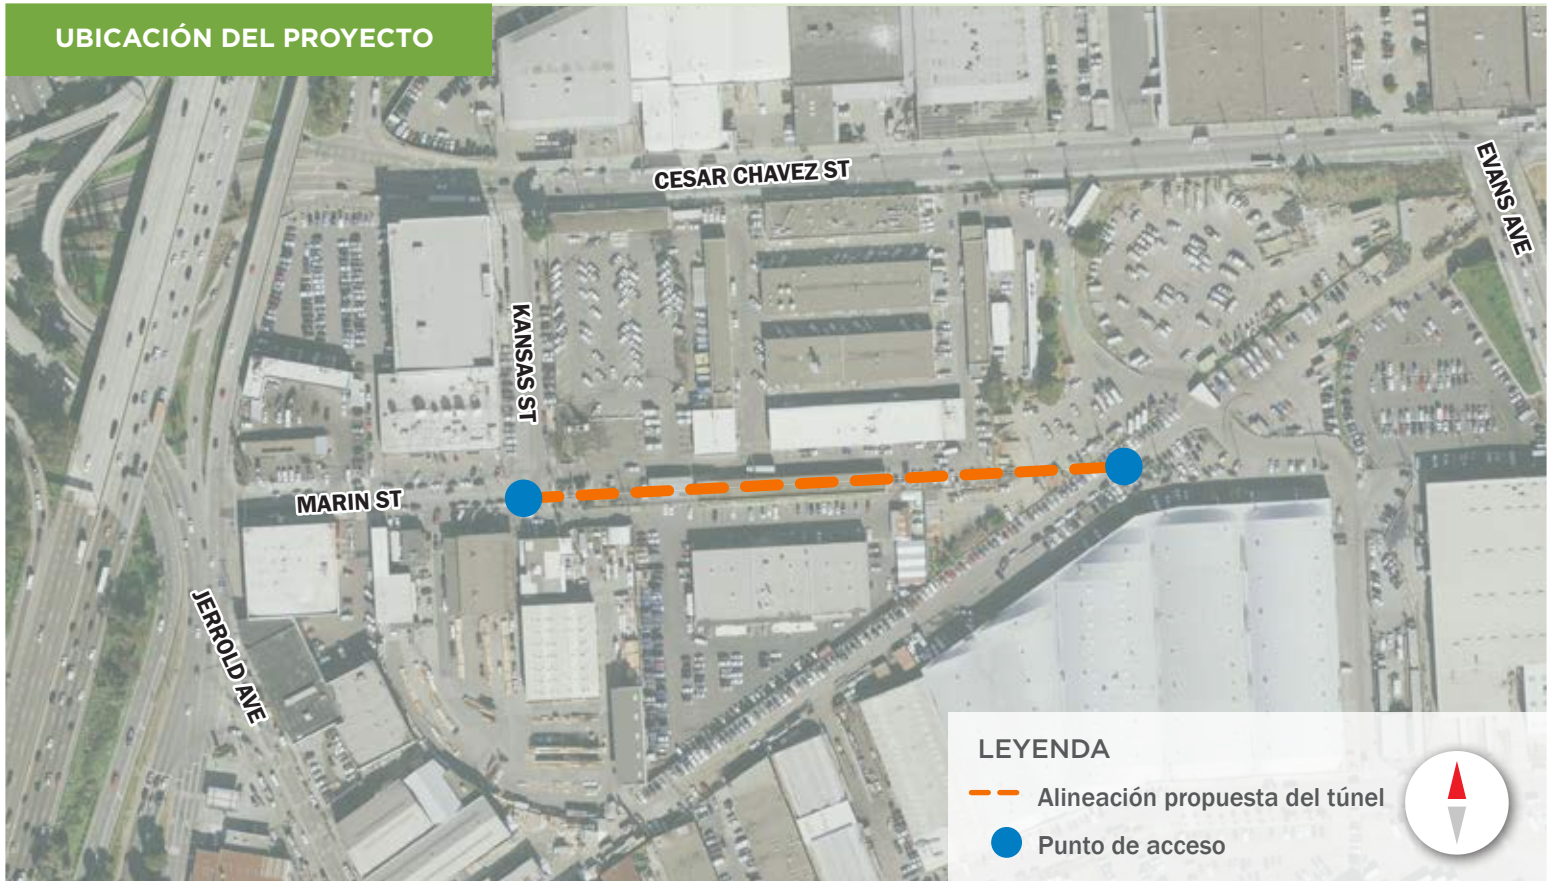 UBICACIÓN DEL PROYECTO
CESAR CHAVEZ ST
EVANS AVE
KANSAS ST
MARIN ST
JERROLD AVE
LEYENDA
Alineación propuesta del túnel
Punto de acceso